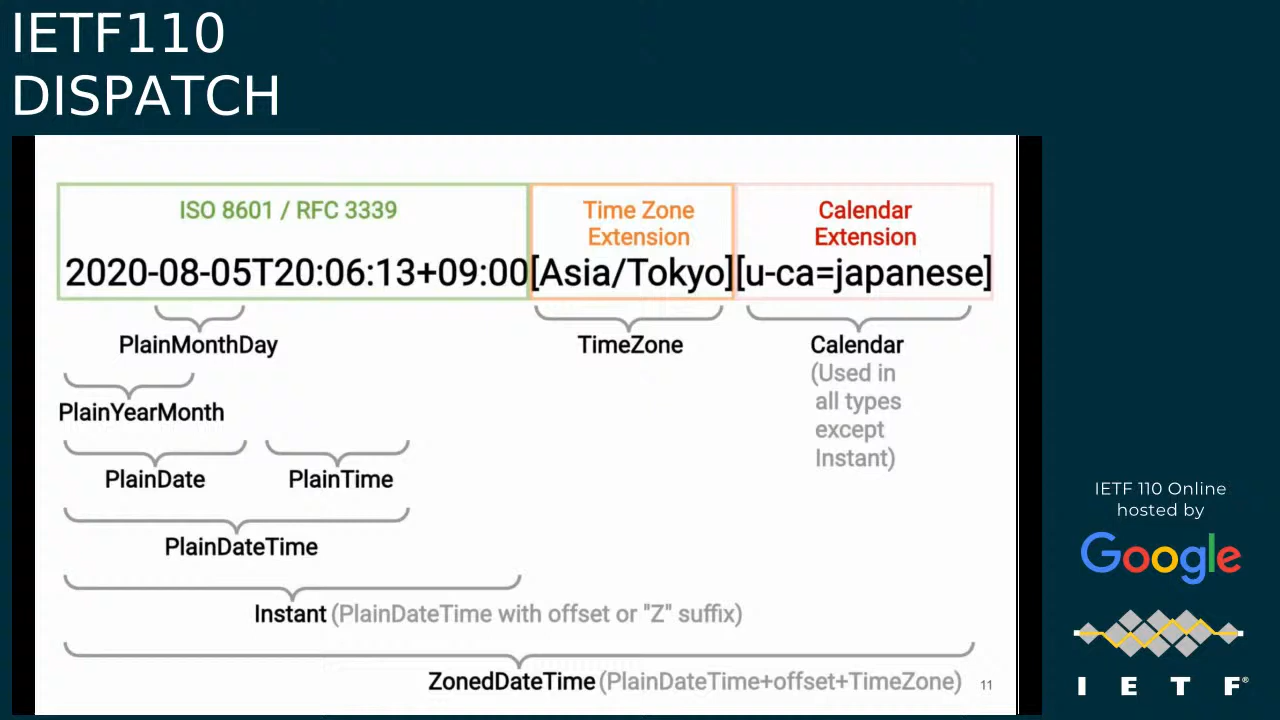 IETF110
DISPATCH
ISO 8601 / RFC 3339
Time Zone
Extension
Calendar
Extension
2020-08-05T20:06:13+09:00[Asia/Tokyo][u-ca=japanese]
PlainMonthDay
TimeZone
Calendar
(Used in
all types
except
Instant)
PlainYearMonth
PlainDate
PlainTime
PlainDateTime
Instant (PlainDateTime with offset or "Z" suffix)
ZonedDateTime (PlainDateTime+offset+TimeZone)
11
IETF 110 Online
hosted by
Google
I E T F®